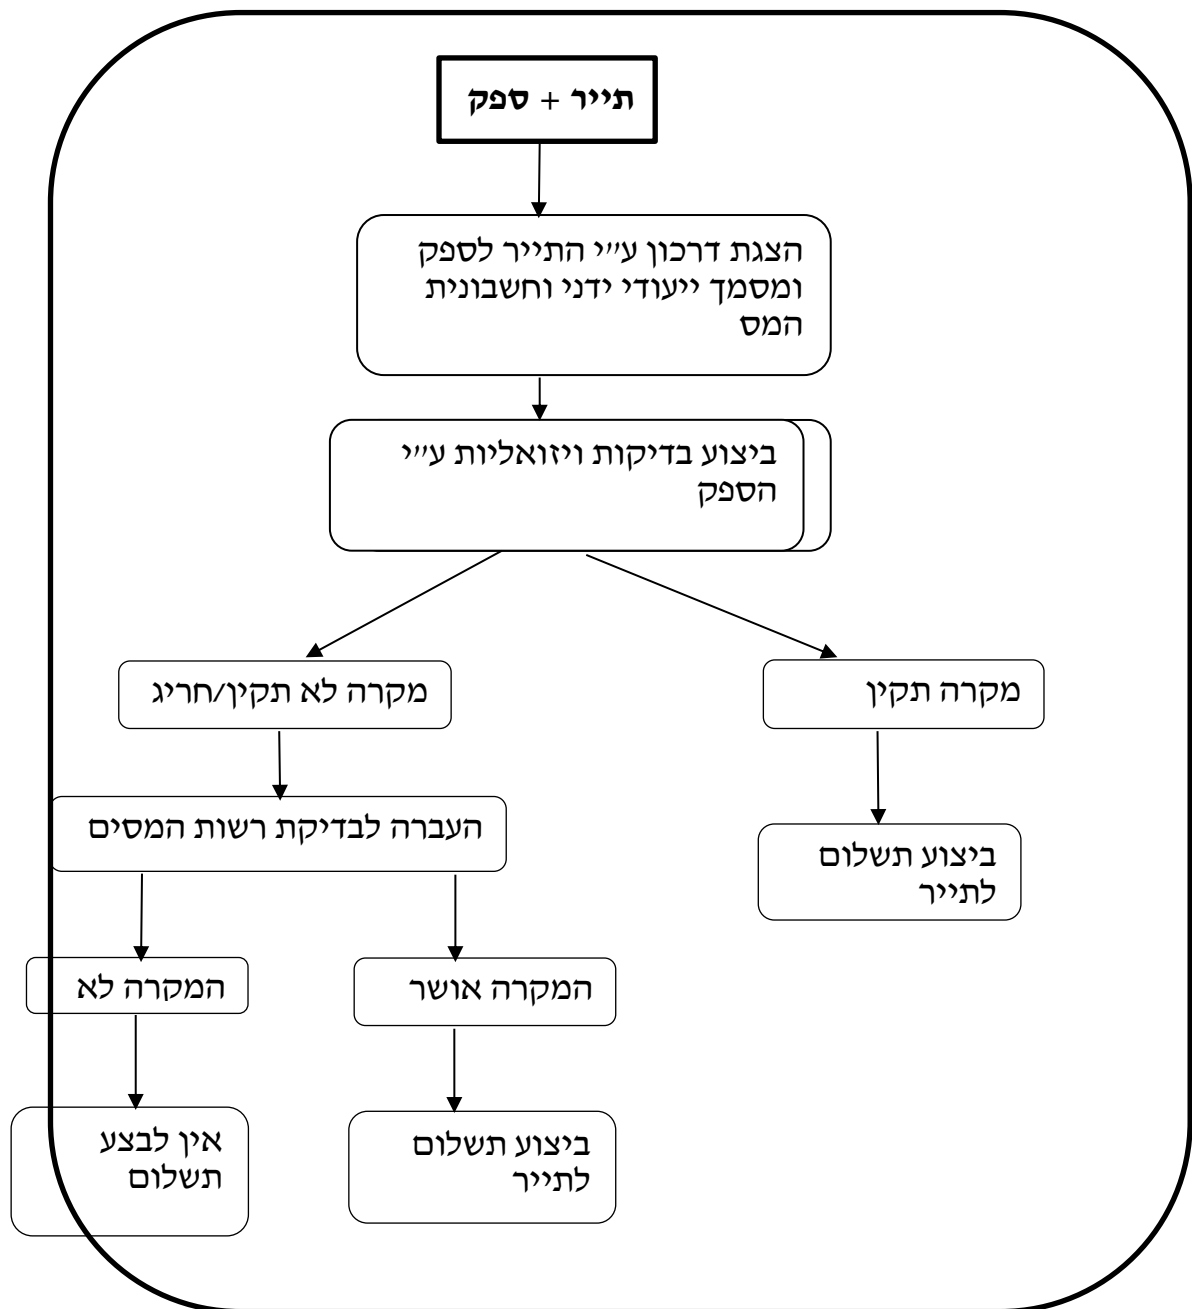 תייר + ספק
הצגת דרכון ע״י התייר לספק
ומסמך ייעודי ידני וחשבונית
המס
ביצוע בדיקות ויזואליות ע״י
הספק
מקרה תקין
מקרה לא תקין/חריג
ביצוע תשלום
לתייר
העברה לבדיקת רשות המסים
המקרה אושר
המקרה לא
ביצוע תשלום
לתייר
אין לבצע
תשלום